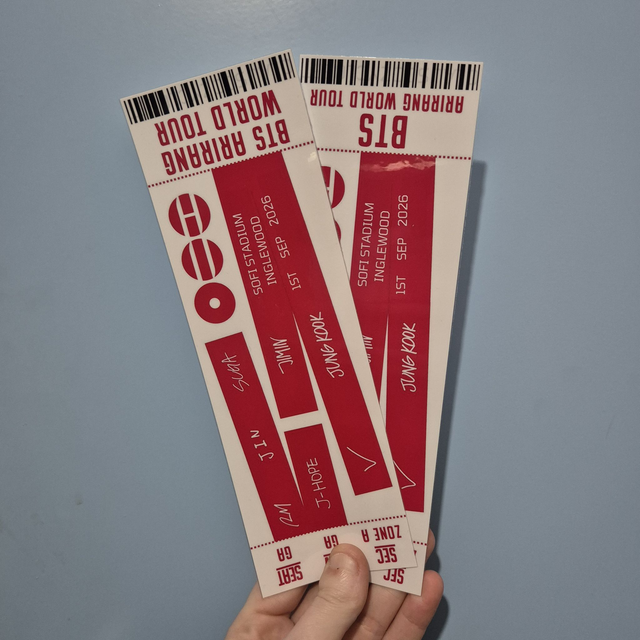 BTS ARIRANG
WORLD TOUR
SOFI STADIUM
INGLEWOOD
1ST SEP 2026
SUGA
JIMIN
JUNG KOOK
JIN
V
RM
J-HOPE
SEAT
GA
GA
SEC
ZONE A
BTS
ARIRANG WORLD TOUR
SOFI STADIUM
INGLEWOOD
1ST SEP 2026
JUNG KOOK
V
SEC